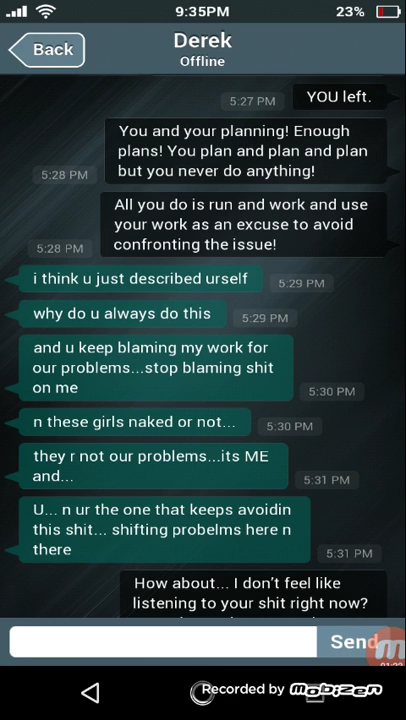 9:35PM
23%
Back
Derek
Offline
YOU left.
5:27 PM
You and your planning! Enough
plans! You plan and plan and plan
but you never do anything!
5:28 PM
All you do is run and work and use
your work as an excuse to avoid
confronting the issue!
5:28 PM
i think u just described urself
5:29 PM
why do u always do this
5:29 PM
and u keep blaming my work for
our problems...stop blaming shit
on me
5:30 PM
n these girls naked or not...
5:30 PM
they r not our problems...its ME
and...
5:31 PM
U... n ur the one that keeps avoidin
this shit... shifting probelms here n
there
5:31 PM
How about... I don't feel like
listening to your shit right now?
Send
Recorded by mobizen